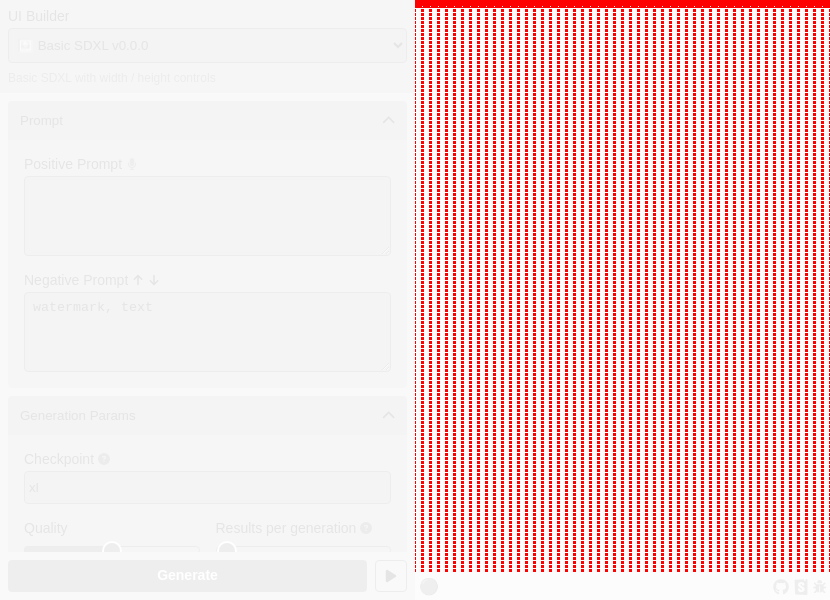 UI Builder
Basic SDXL v0.0.0
Basic SDXL with width / height controls
Prompt
Positive Prompt
Negative Prompt
watermark, text
Generation Params
Checkpoint
xl
Quality
Results per generation
Generate